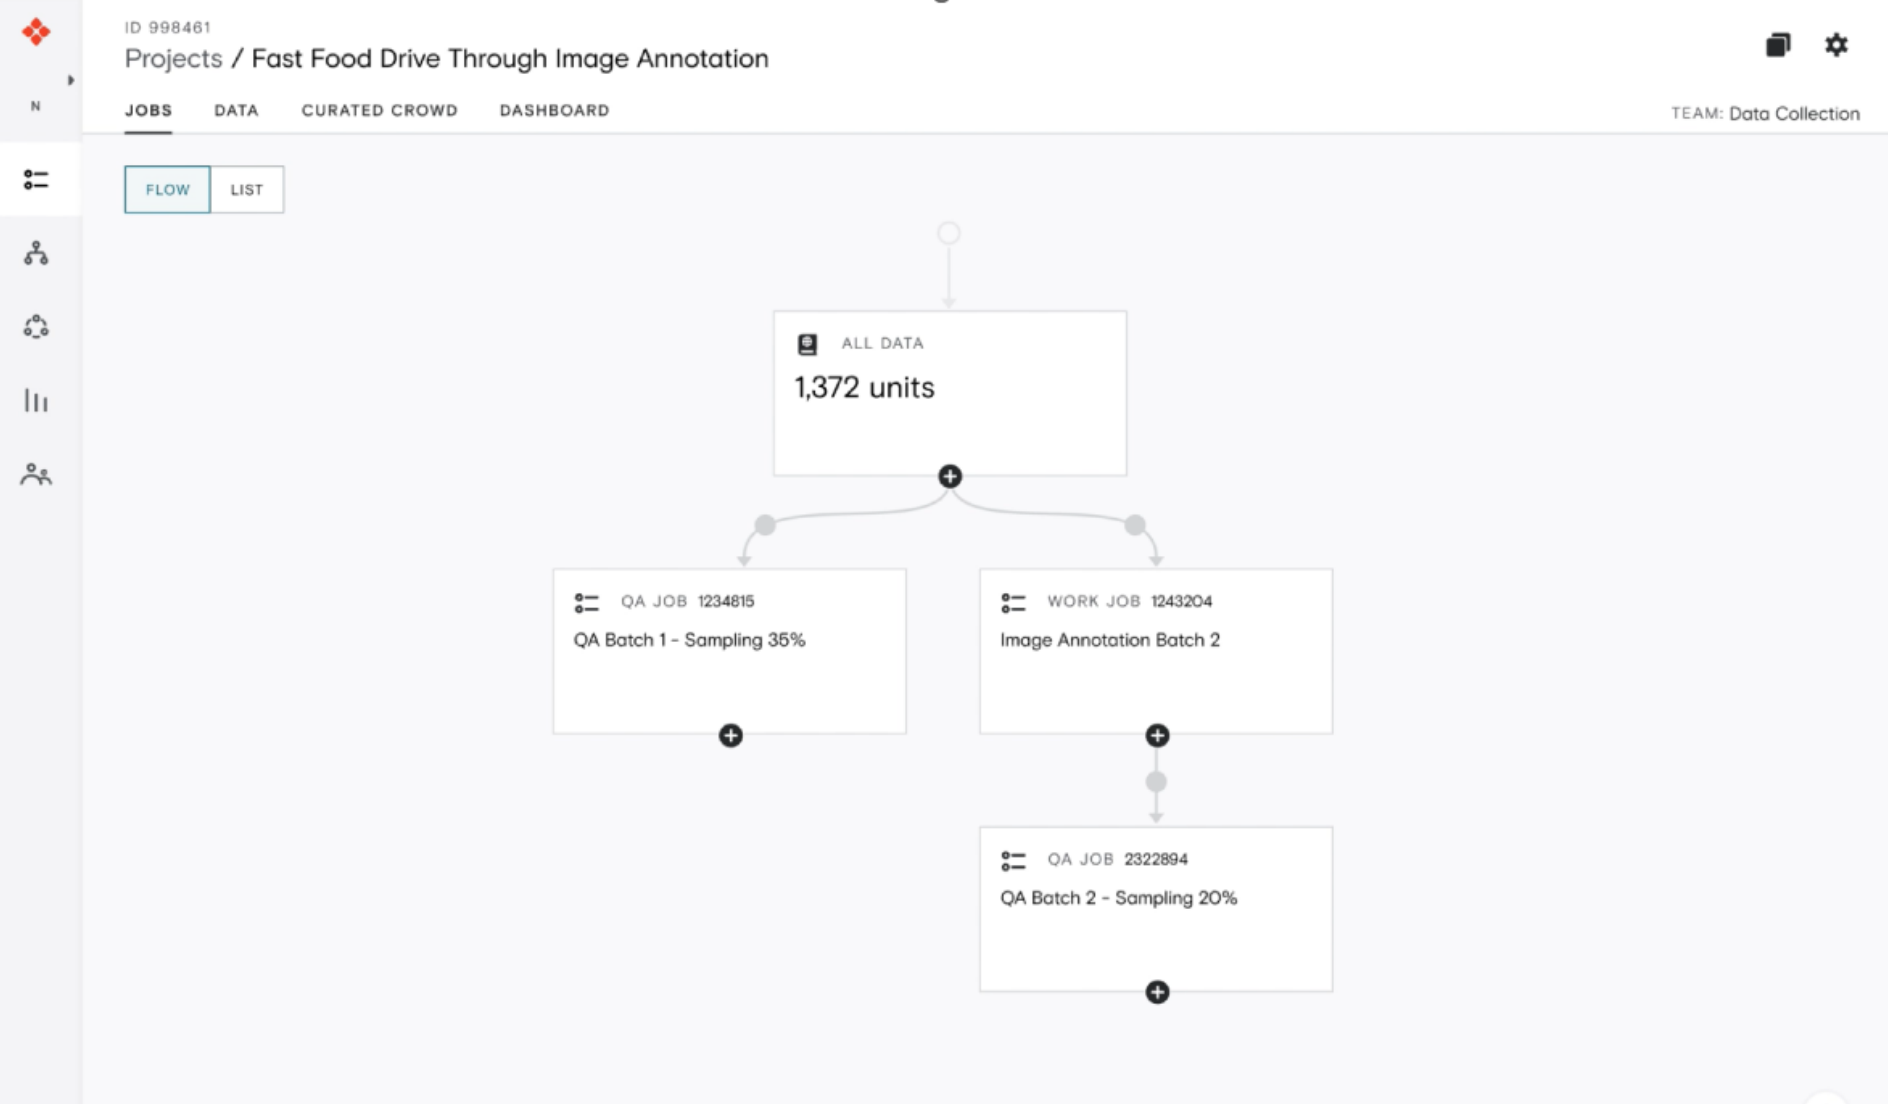 ID 998461
Projects / Fast Food Drive Through Image Annotation
N
JOBS DATA CURATED CROWD DASHBOARD
TEAM: Data Collection
FLOW LIST
ALL DATA
1,372 units
QA JOB 1234815
QA Batch 1 - Sampling 35%
WORK JOB 1243204
Image Annotation Batch 2
QA JOB 2322894
QA Batch 2 - Sampling 20%